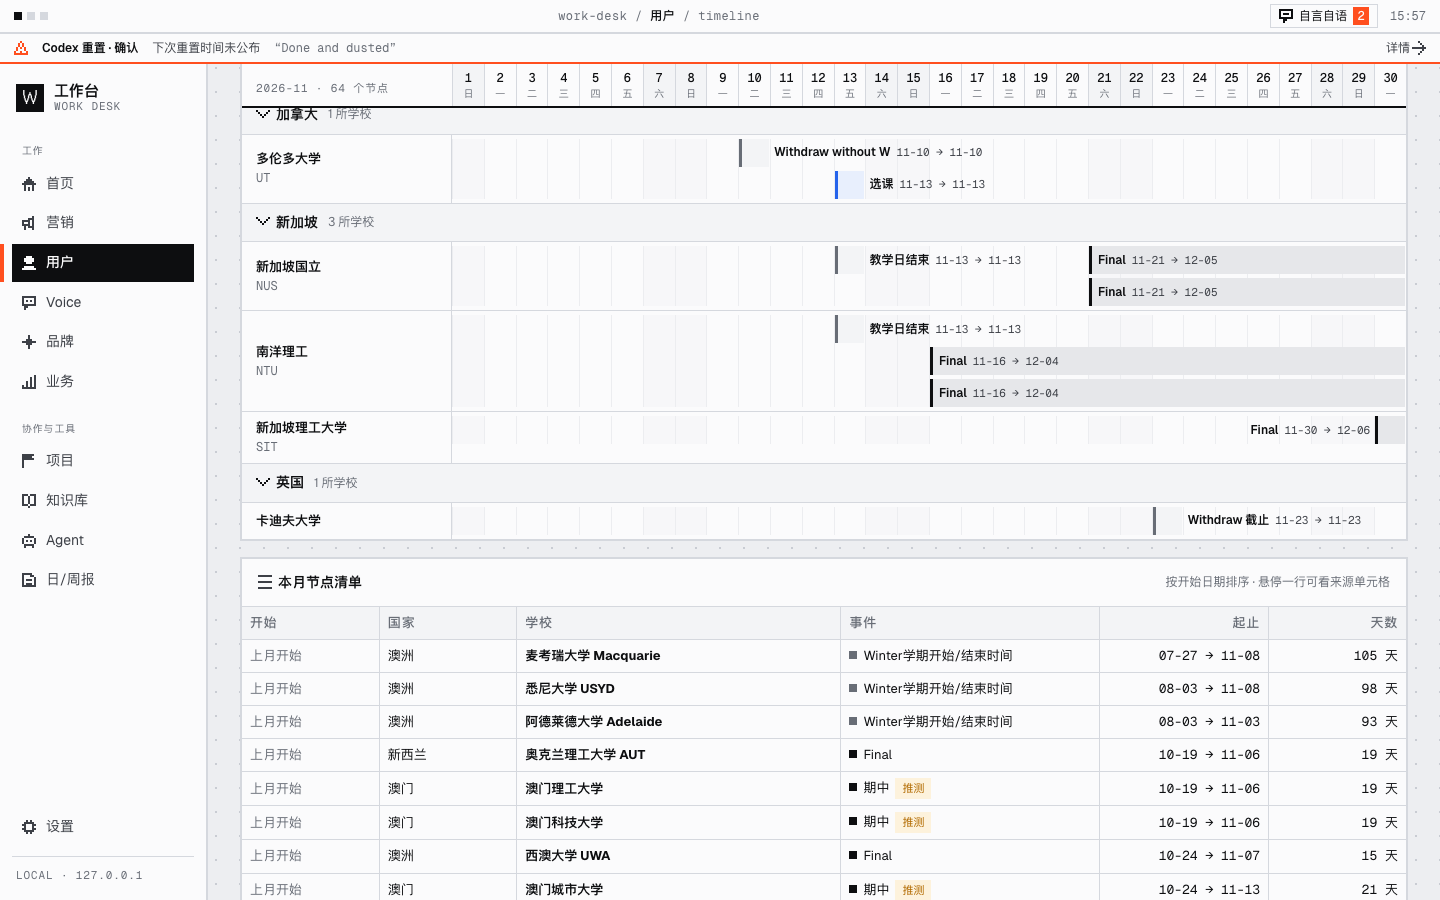 work-desk / 用户 / timeline
自言自语 2
15:57
Codex 重置·确认 下次重置时间未公布 “Done and dusted”
详情
W 工作台
WORK DESK
工作
首页
营销
用户
Voice
品牌
业务
协作与工具
项目
知识库
Agent
日/周报
设置
LOCAL · 127.0.0.1
2026-11 · 64 个节点
1 2 3 4 5 6 7 8 9 10 11 12 13 14 15 16 17 18 19 20 21 22 23 24 25 26 27 28 29 30
日 一 二 三 四 五 六 日 一 二 三 四 五 六 日 一 二 三 四 五 六 日 一 二 三 四 五 六 日 一
加拿大 1 所学校
多伦多大学
UT
Withdraw without W 11-10 → 11-10
选课 11-13 → 11-13
新加坡 3 所学校
新加坡国立
NUS
教学日结束 11-13 → 11-13
Final 11-21 → 12-05
Final 11-21 → 12-05
南洋理工
NTU
教学日结束 11-13 → 11-13
Final 11-16 → 12-04
Final 11-16 → 12-04
新加坡理工大学
SIT
Final 11-30 → 12-06
英国 1 所学校
卡迪夫大学
Withdraw 截止 11-23 → 11-23
本月节点清单
按开始日期排序 · 悬停一行可看来源单元格
开始 国家 学校 事件 起止 天数
上月开始 澳洲 麦考瑞大学 Macquarie Winter学期开始/结束时间 07-27 → 11-08 105 天
上月开始 澳洲 悉尼大学 USYD Winter学期开始/结束时间 08-03 → 11-08 98 天
上月开始 澳洲 阿德莱德大学 Adelaide Winter学期开始/结束时间 08-03 → 11-03 93 天
上月开始 新西兰 奥克兰理工大学 AUT Final 10-19 → 11-06 19 天
上月开始 澳门 澳门理工大学 期中 推测 10-19 → 11-06 19 天
上月开始 澳门 澳门科技大学 期中 推测 10-19 → 11-06 19 天
上月开始 澳洲 西澳大学 UWA Final 10-24 → 11-07 15 天
上月开始 澳门 澳门城市大学 期中 推测 10-24 → 11-13 21 天